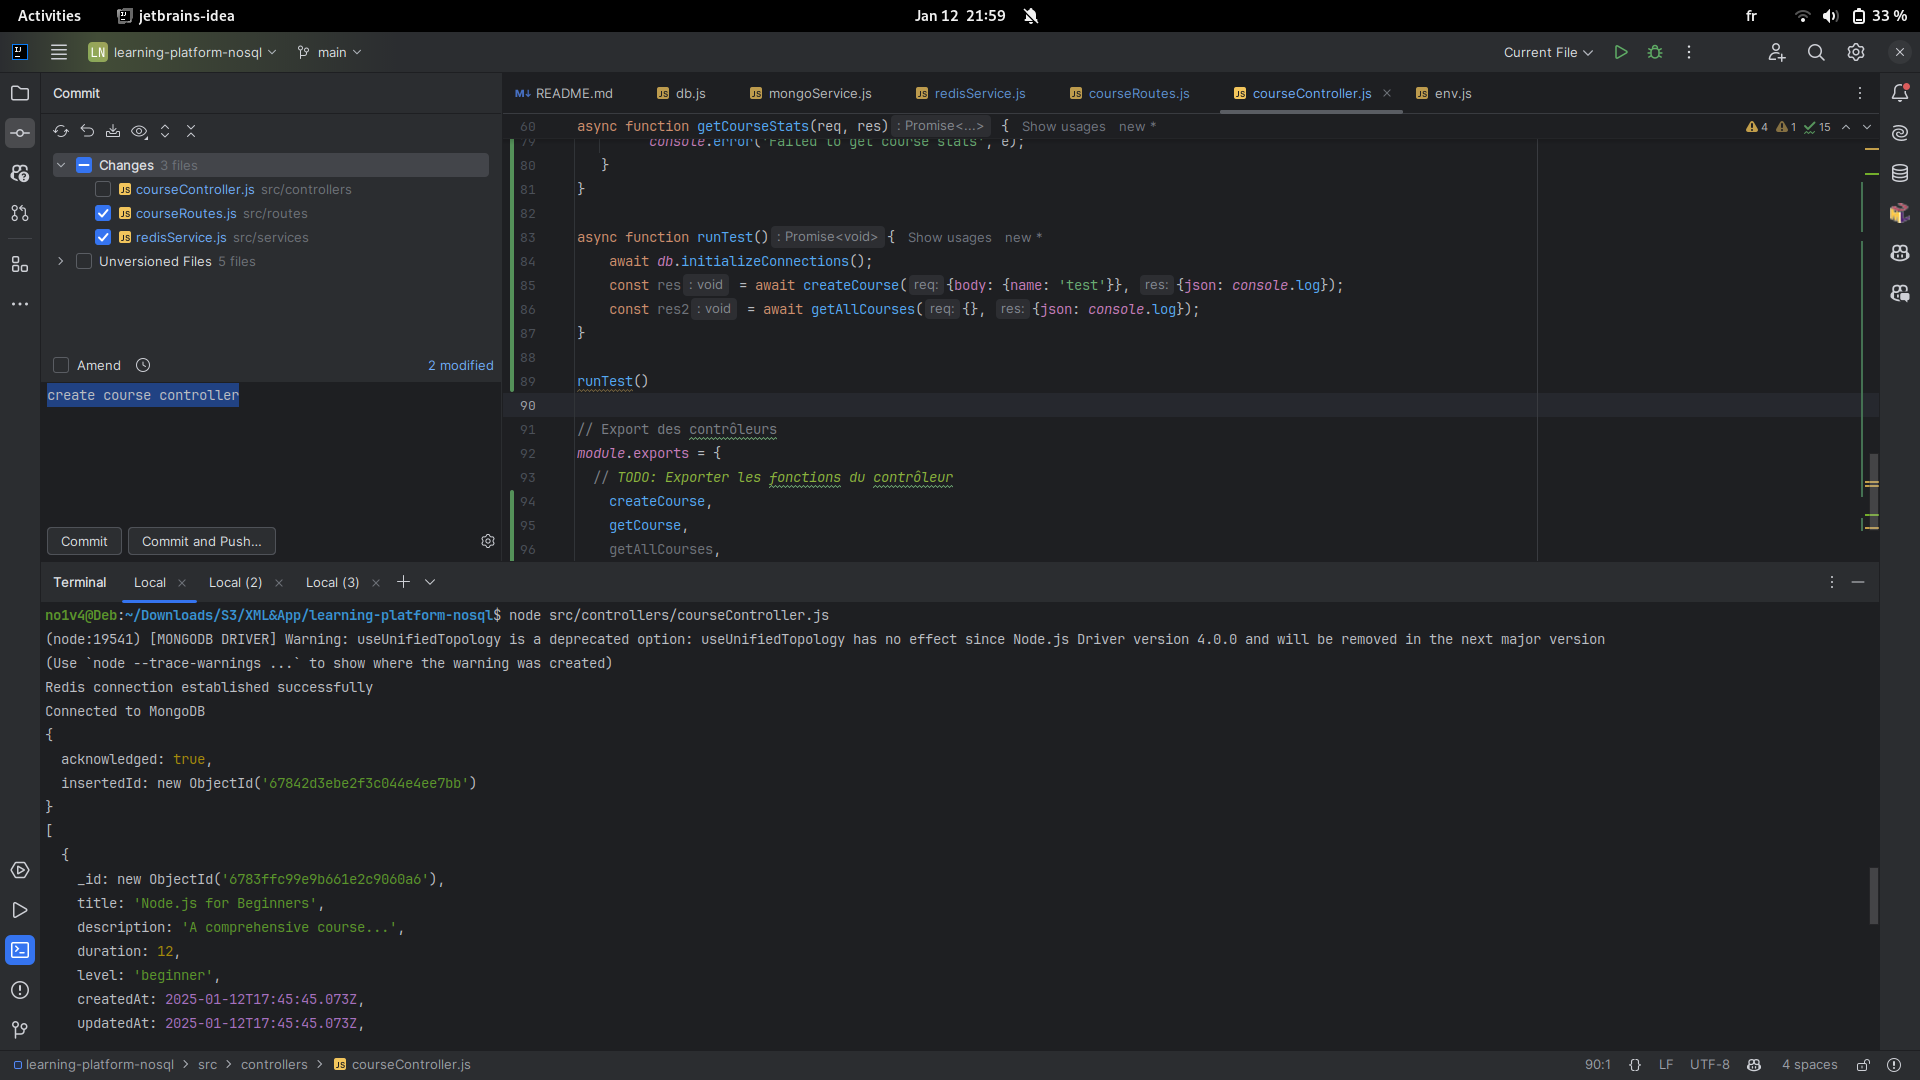 Activities jetbrains-idea Jan 12 21:59 fr 33 %
LN learning-platform-nosql main Current File
Commit
README.md db.js mongoService.js redisService.js courseRoutes.js courseController.js env.js
Changes 3 files
courseController.js src/controllers
courseRoutes.js src/routes
redisService.js src/services
Unversioned Files 5 files
Amend 2 modified
create course controller
Commit Commit and Push...
60 async function getCourseStats(req, res) : Promise<...> { Show usages new * 4 1 15
79 console.error('Failed to get course stats', e);
80 }
81 }
82
83 async function runTest() : Promise<void> { Show usages new *
84 await db.initializeConnections();
85 const res : void = await createCourse( req: {body: {name: 'test'}}, res: {json: console.log});
86 const res2 : void = await getAllCourses( req: {}, res: {json: console.log});
87 }
88
89 runTest()
90
91 // Export des contrôleurs
92 module.exports = {
93 // TODO: Exporter les fonctions du contrôleur
94 createCourse,
95 getCourse,
96 getAllCourses,
Terminal Local Local (2) Local (3)
no1v4@Deb:~/Downloads/S3/XML&App/learning-platform-nosql$ node src/controllers/courseController.js
(node:19541) [MONGODB DRIVER] Warning: useUnifiedTopology is a deprecated option: useUnifiedTopology has no effect since Node.js Driver version 4.0.0 and will be removed in the next major version
(Use `node --trace-warnings ...` to show where the warning was created)
Redis connection established successfully
Connected to MongoDB
{
acknowledged: true,
insertedId: new ObjectId('67842d3ebe2f3c044e4ee7bb')
}
[
{
_id: new ObjectId('6783ffc99e9b661e2c9060a6'),
title: 'Node.js for Beginners',
description: 'A comprehensive course...',
duration: 12,
level: 'beginner',
createdAt: 2025-01-12T17:45:45.073Z,
updatedAt: 2025-01-12T17:45:45.073Z,
learning-platform-nosql > src > controllers > courseController.js 90:1 {} LF UTF-8 4 spaces